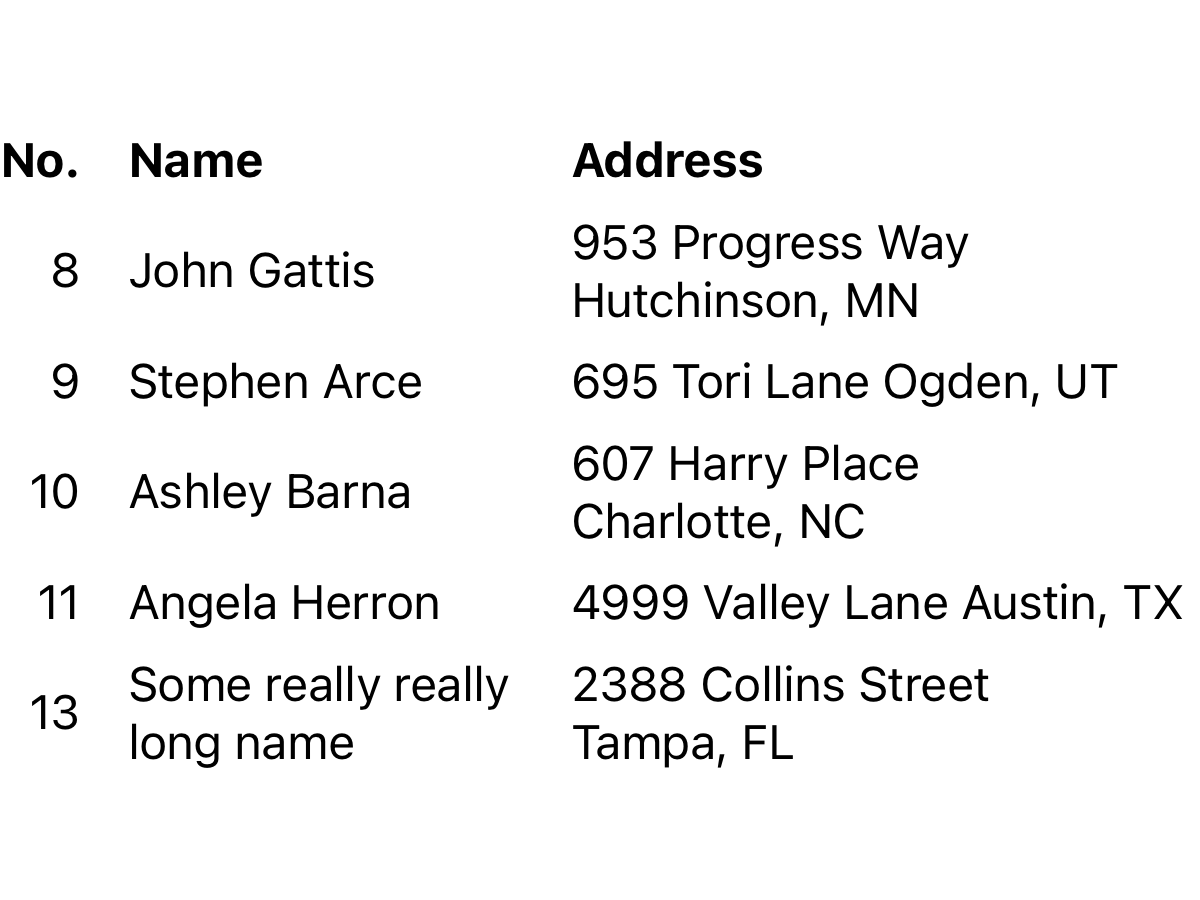 No. Name Address
8 John Gattis 953 Progress Way
Hutchinson, MN
9 Stephen Arce 695 Tori Lane Ogden, UT
10 Ashley Barna 607 Harry Place
Charlotte, NC
11 Angela Herron 4999 Valley Lane Austin, TX
13 Some really really 2388 Collins Street
long name Tampa, FL